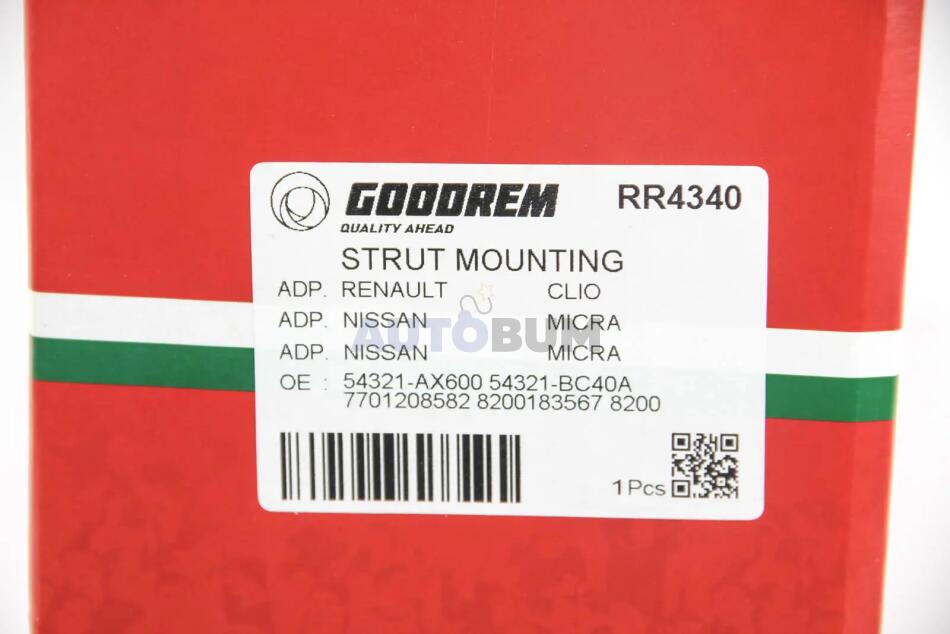 GOODREM RR4340
QUALITY AHEAD
STRUT MOUNTING
ADP. RENAULT CLIO
ADP. NISSAN MICRA
AUTOBUM
ADP. NISSAN MICRA
OE : 54321-AX600 54321-BC40A
7701208582 8200183567 8200
1 Pcs